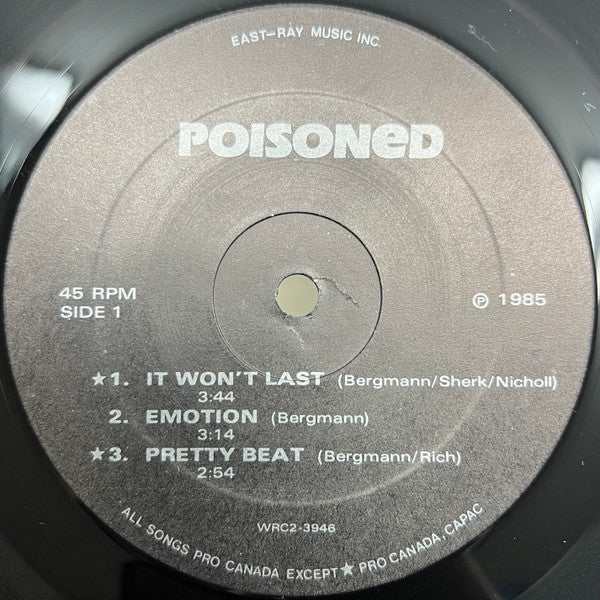 EAST-RAY MUSIC INC.
POISONeD
45 RPM
SIDE 1
℗ 1985
★1. IT WON'T LAST (Bergmann/Sherk/Nicholl)
3:44
2. EMOTION (Bergmann)
3:14
★3. PRETTY BEAT (Bergmann/Rich)
2:54
WRC2-3946
ALL SONGS PRO CANADA EXCEPT ★ PRO CANADA, CAPAC